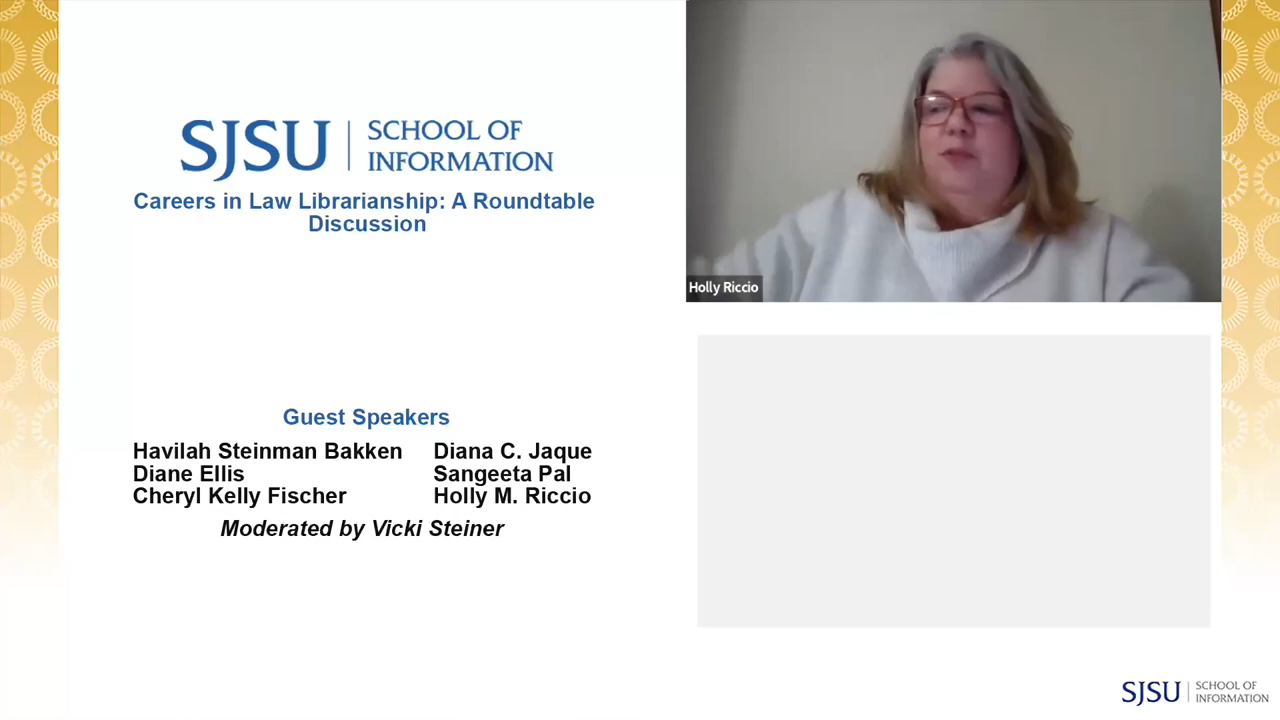 SJSU SCHOOL OF
INFORMATION
Careers in Law Librarianship: A Roundtable
Discussion
Holly Riccio
Guest Speakers
Havilah Steinman Bakken Diana C. Jaque
Diane Ellis Sangeeta Pal
Cheryl Kelly Fischer Holly M. Riccio
Moderated by Vicki Steiner
SJSU SCHOOL OF
INFORMATION